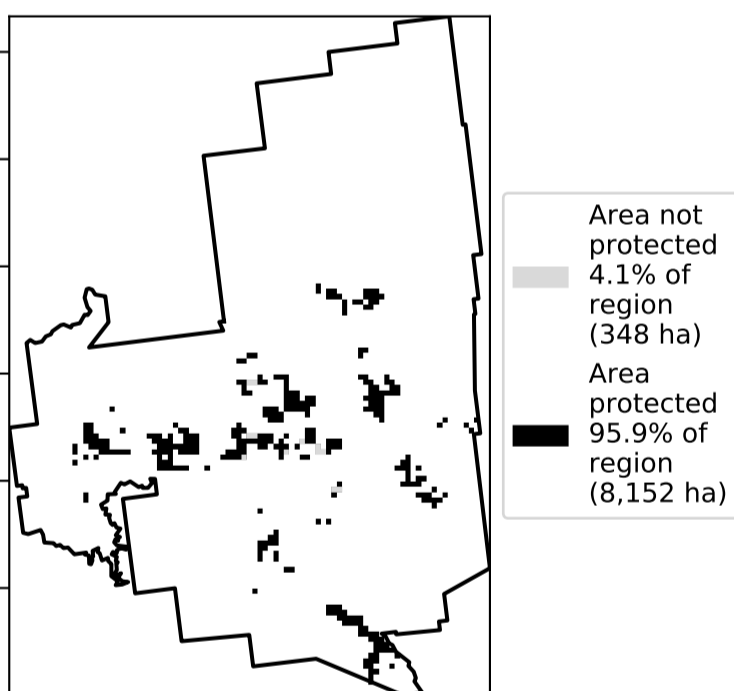 Area not
protected
4.1% of
region
(348 ha)
Area
protected
95.9% of
region
(8,152 ha)